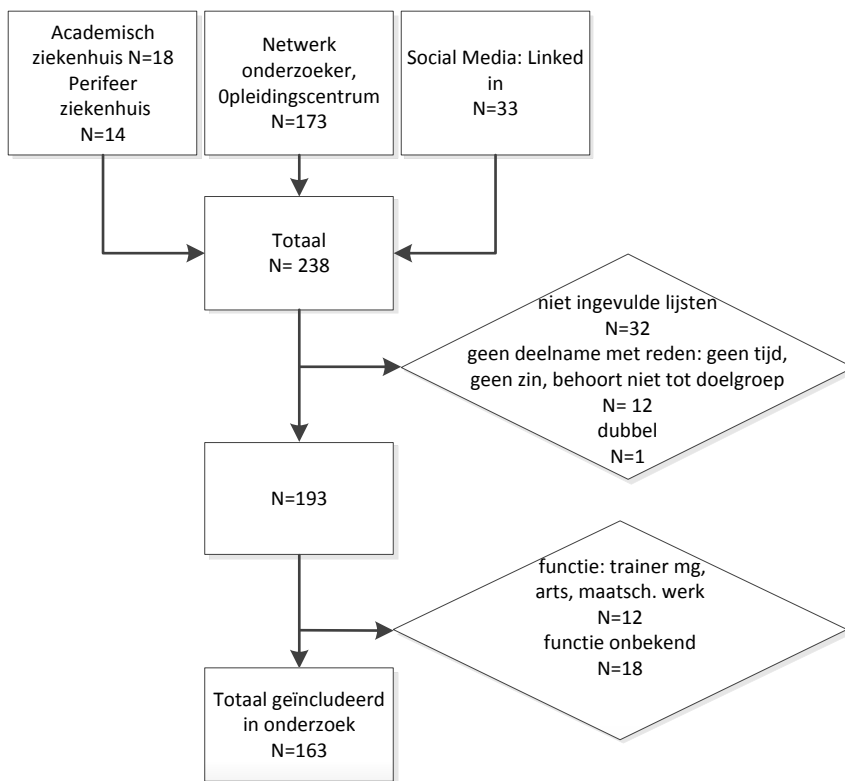 Academisch
ziekenhuis N=18
Perifeer
ziekenhuis
N=14
Netwerk
onderzoeker,
0pleidingscentrum
N=173
Social Media: Linked
in
N=33
Totaal
N= 238
niet ingevulde lijsten
N=32
geen deelname met reden: geen tijd,
geen zin, behoort niet tot doelgroep
N= 12
dubbel
N=1
N=193
functie: trainer mg,
arts, maatsch. werk
N=12
functie onbekend
N=18
Totaal geïncludeerd
in onderzoek
N=163